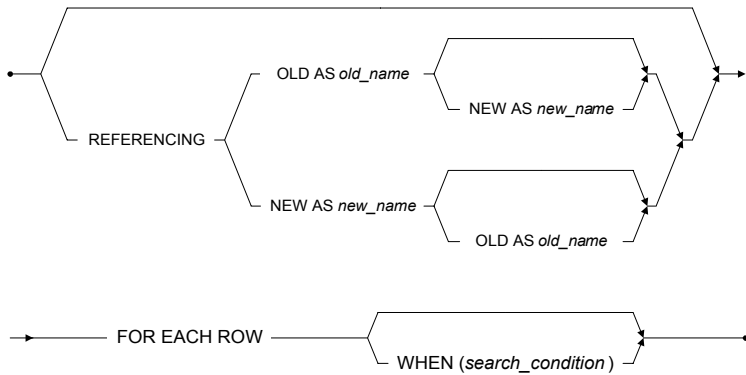 OLD AS old_name
NEW AS new_name
REFERENCING
NEW AS new_name
OLD AS old_name
FOR EACH ROW
WHEN (search_condition)